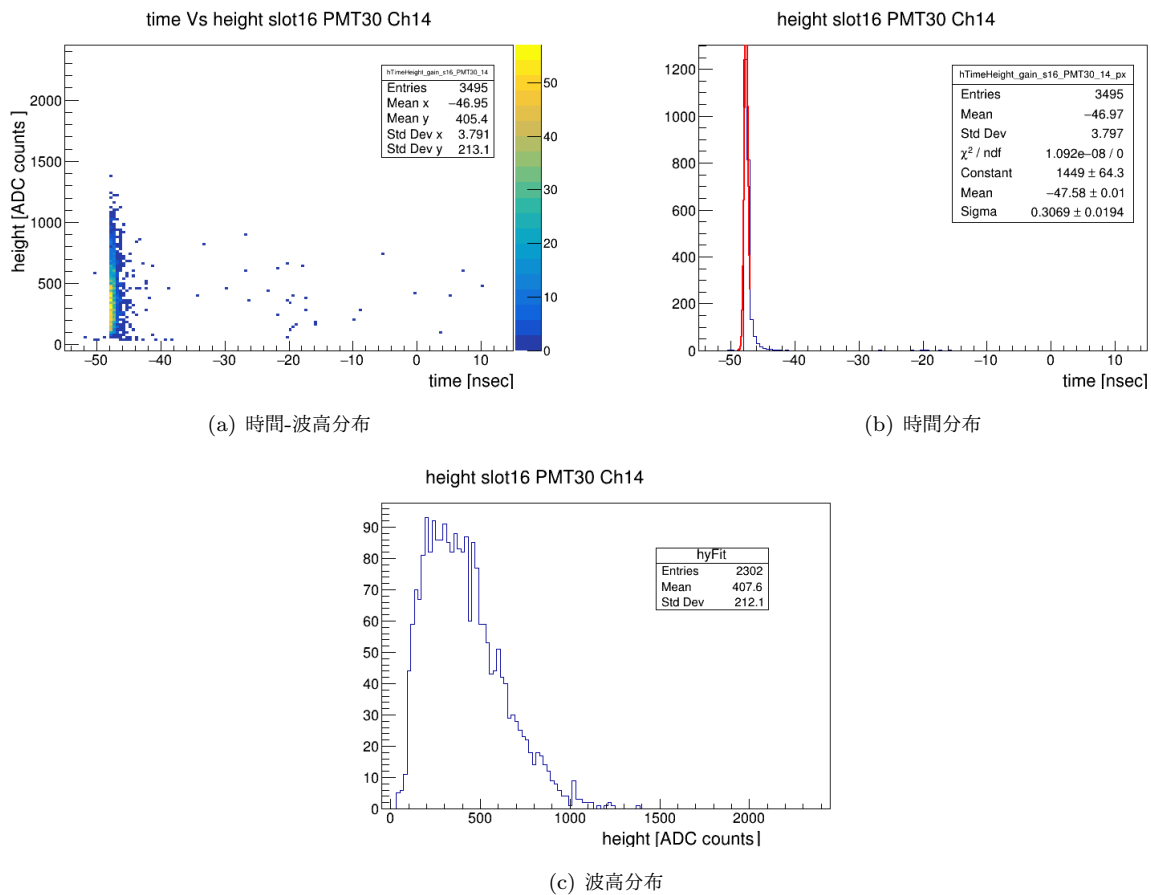 time Vs height slot16 PMT30 Ch14
height [ADC counts]
2000
1500
1000
500
0
−50
−40
−30
−20
−10
0
10
time [nsec]
hTimeHeight_gain_s16_PMT30_14
Entries 3495
Mean x −46.95
Mean y 405.4
Std Dev x 3.791
Std Dev y 213.1
50
40
30
20
10
0
(a) 時間-波高分布
height slot16 PMT30 Ch14
1200
1000
800
600
400
200
0
−50
−40
−30
−20
−10
0
10
time [nsec]
hTimeHeight_gain_s16_PMT30_14_px
Entries 3495
Mean −46.97
Std Dev 3.797
χ² / ndf 1.092e−08 / 0
Constant 1449 ± 64.3
Mean −47.58 ± 0.01
Sigma 0.3069 ± 0.0194
(b) 時間分布
height slot16 PMT30 Ch14
90
80
70
60
50
40
30
20
10
0
0
500
1000
1500
2000
height [ADC counts]
hyFit
Entries 2302
Mean 407.6
Std Dev 212.1
(c) 波高分布